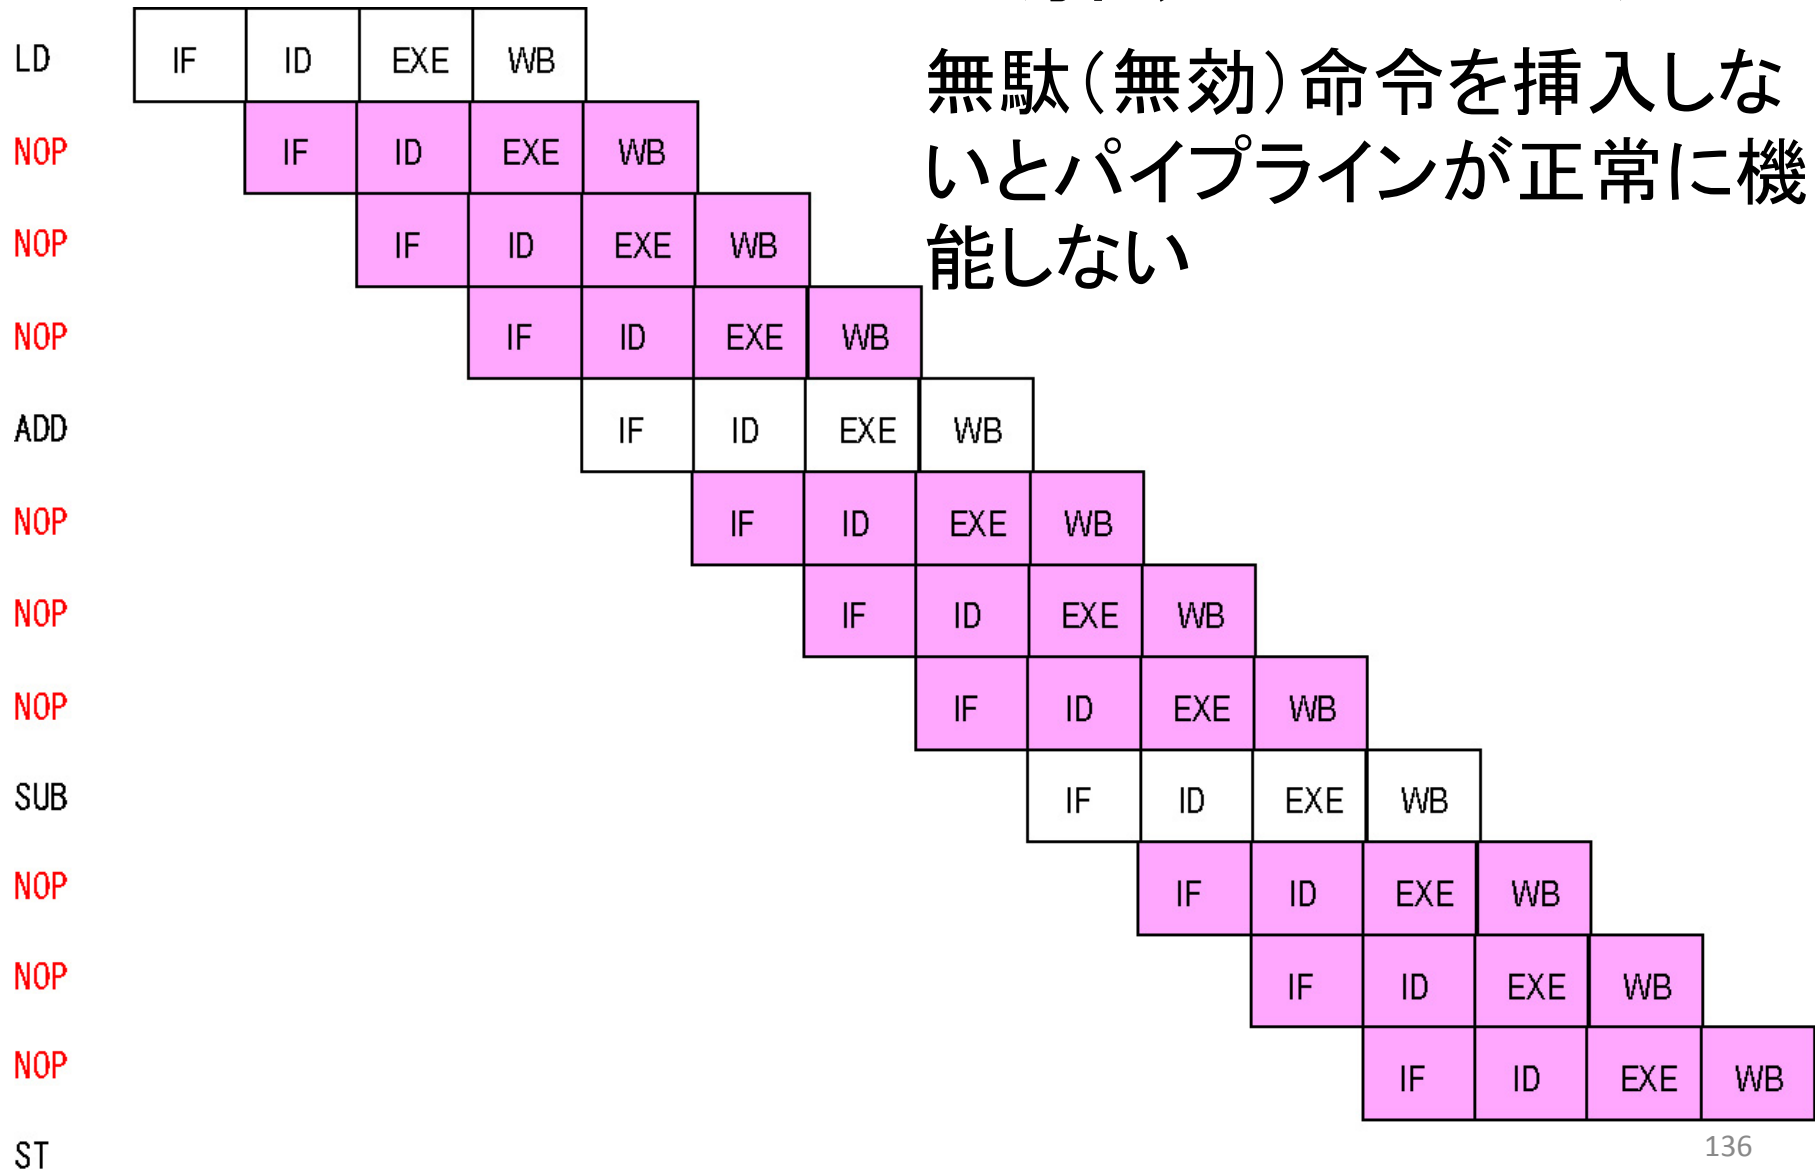 無駄（無効）命令を挿入しな
いとパイプラインが正常に機
能しない
LD IF ID EXE WB
NOP IF ID EXE WB
NOP IF ID EXE WB
NOP IF ID EXE WB
ADD IF ID EXE WB
NOP IF ID EXE WB
NOP IF ID EXE WB
NOP IF ID EXE WB
SUB IF ID EXE WB
NOP IF ID EXE WB
NOP IF ID EXE WB
NOP IF ID EXE WB
ST
136